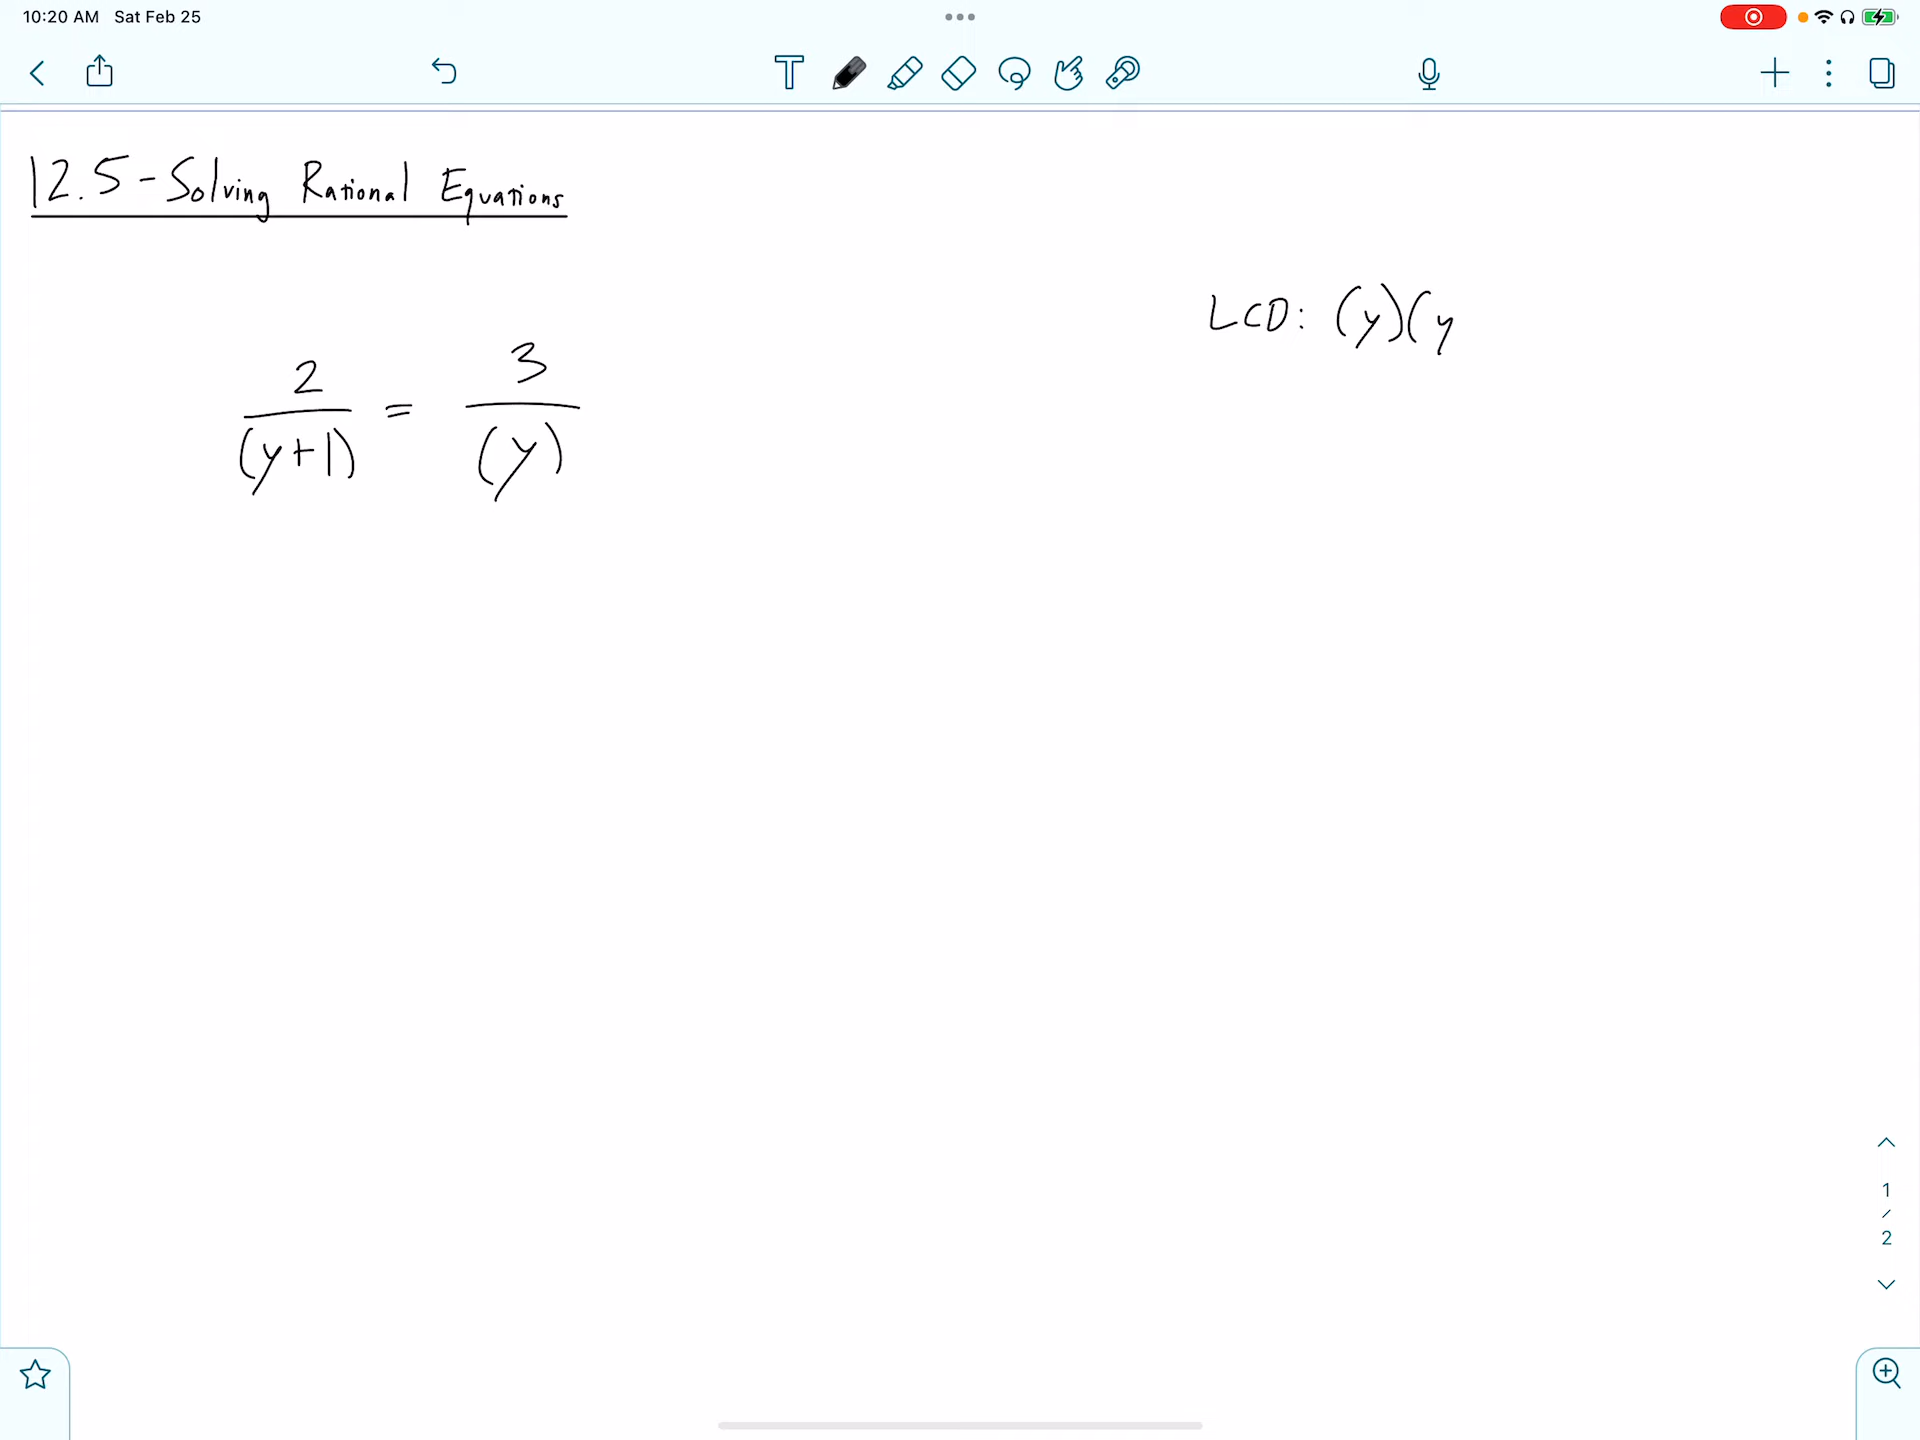 10:20 AM Sat Feb 25
T
12.5 - Solving Rational Equations
LCD: (y)(y
2/(y+1) = 3/(y)
1
/
2